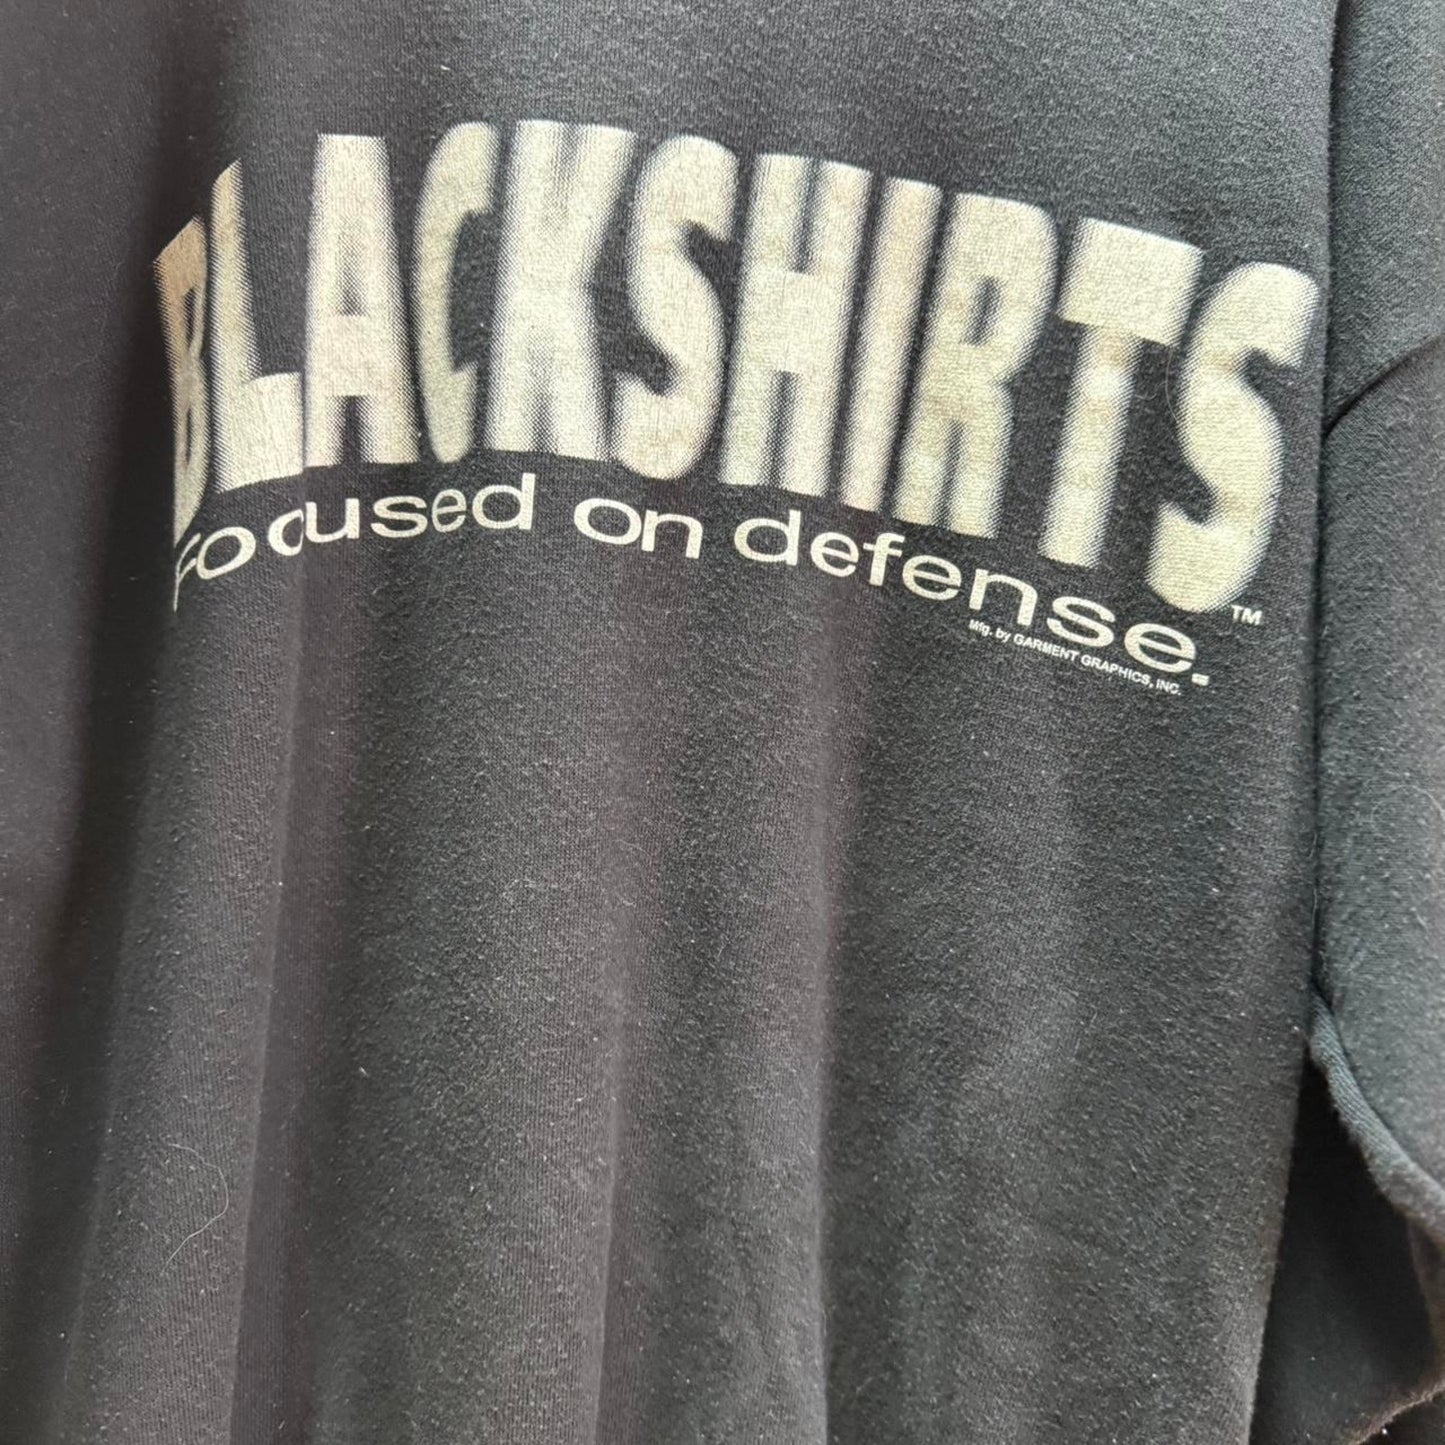 BLACKSHIRTS
Focused on defense.
TM
Mfg. by GARMENT GRAPHICS, INC.